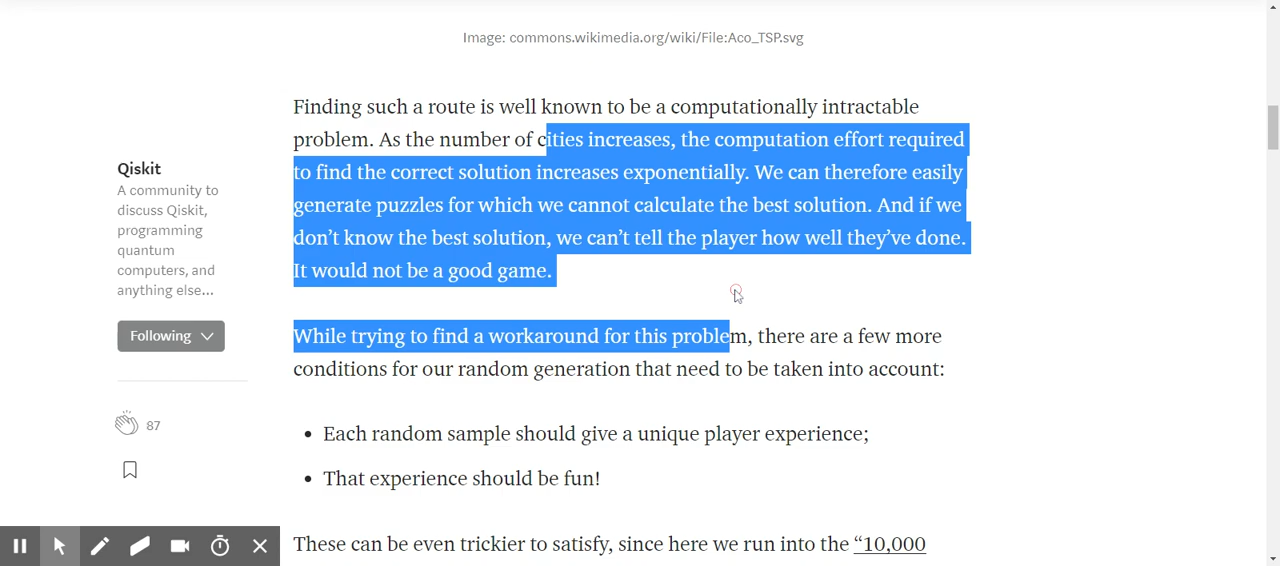 Image: commons.wikimedia.org/wiki/File:Aco_TSP.svg
Finding such a route is well known to be a computationally intractable
problem. As the number of cities increases, the computation effort required
to find the correct solution increases exponentially. We can therefore easily
generate puzzles for which we cannot calculate the best solution. And if we
don’t know the best solution, we can’t tell the player how well they’ve done.
It would not be a good game.
While trying to find a workaround for this problem, there are a few more
conditions for our random generation that need to be taken into account:
• Each random sample should give a unique player experience;
• That experience should be fun!
These can be even trickier to satisfy, since here we run into the “10,000
Qiskit
A community to
discuss Qiskit,
programming
quantum
computers, and
anything else...
Following
87